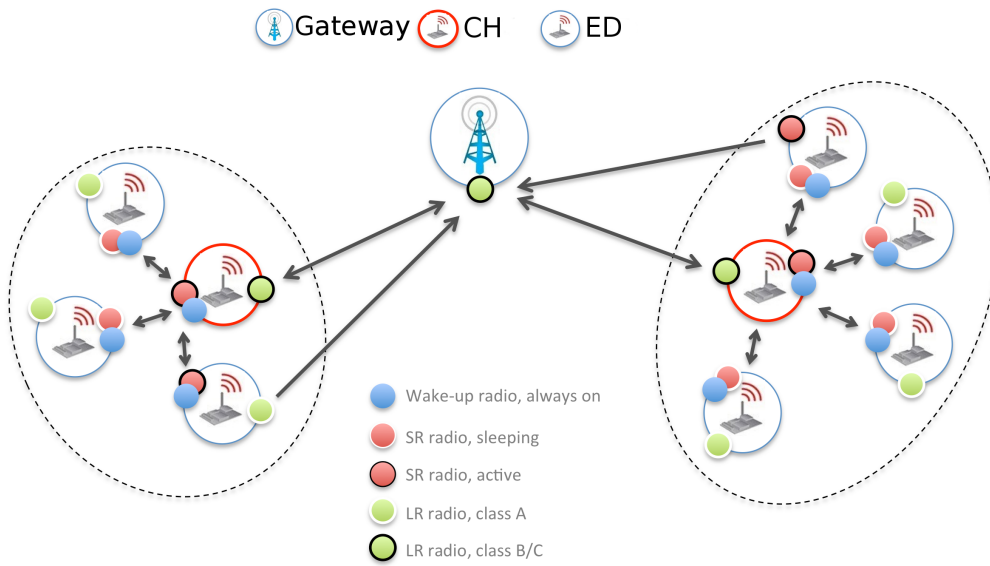 Gateway CH ED
Wake-up radio, always on
SR radio, sleeping
SR radio, active
LR radio, class A
LR radio, class B/C